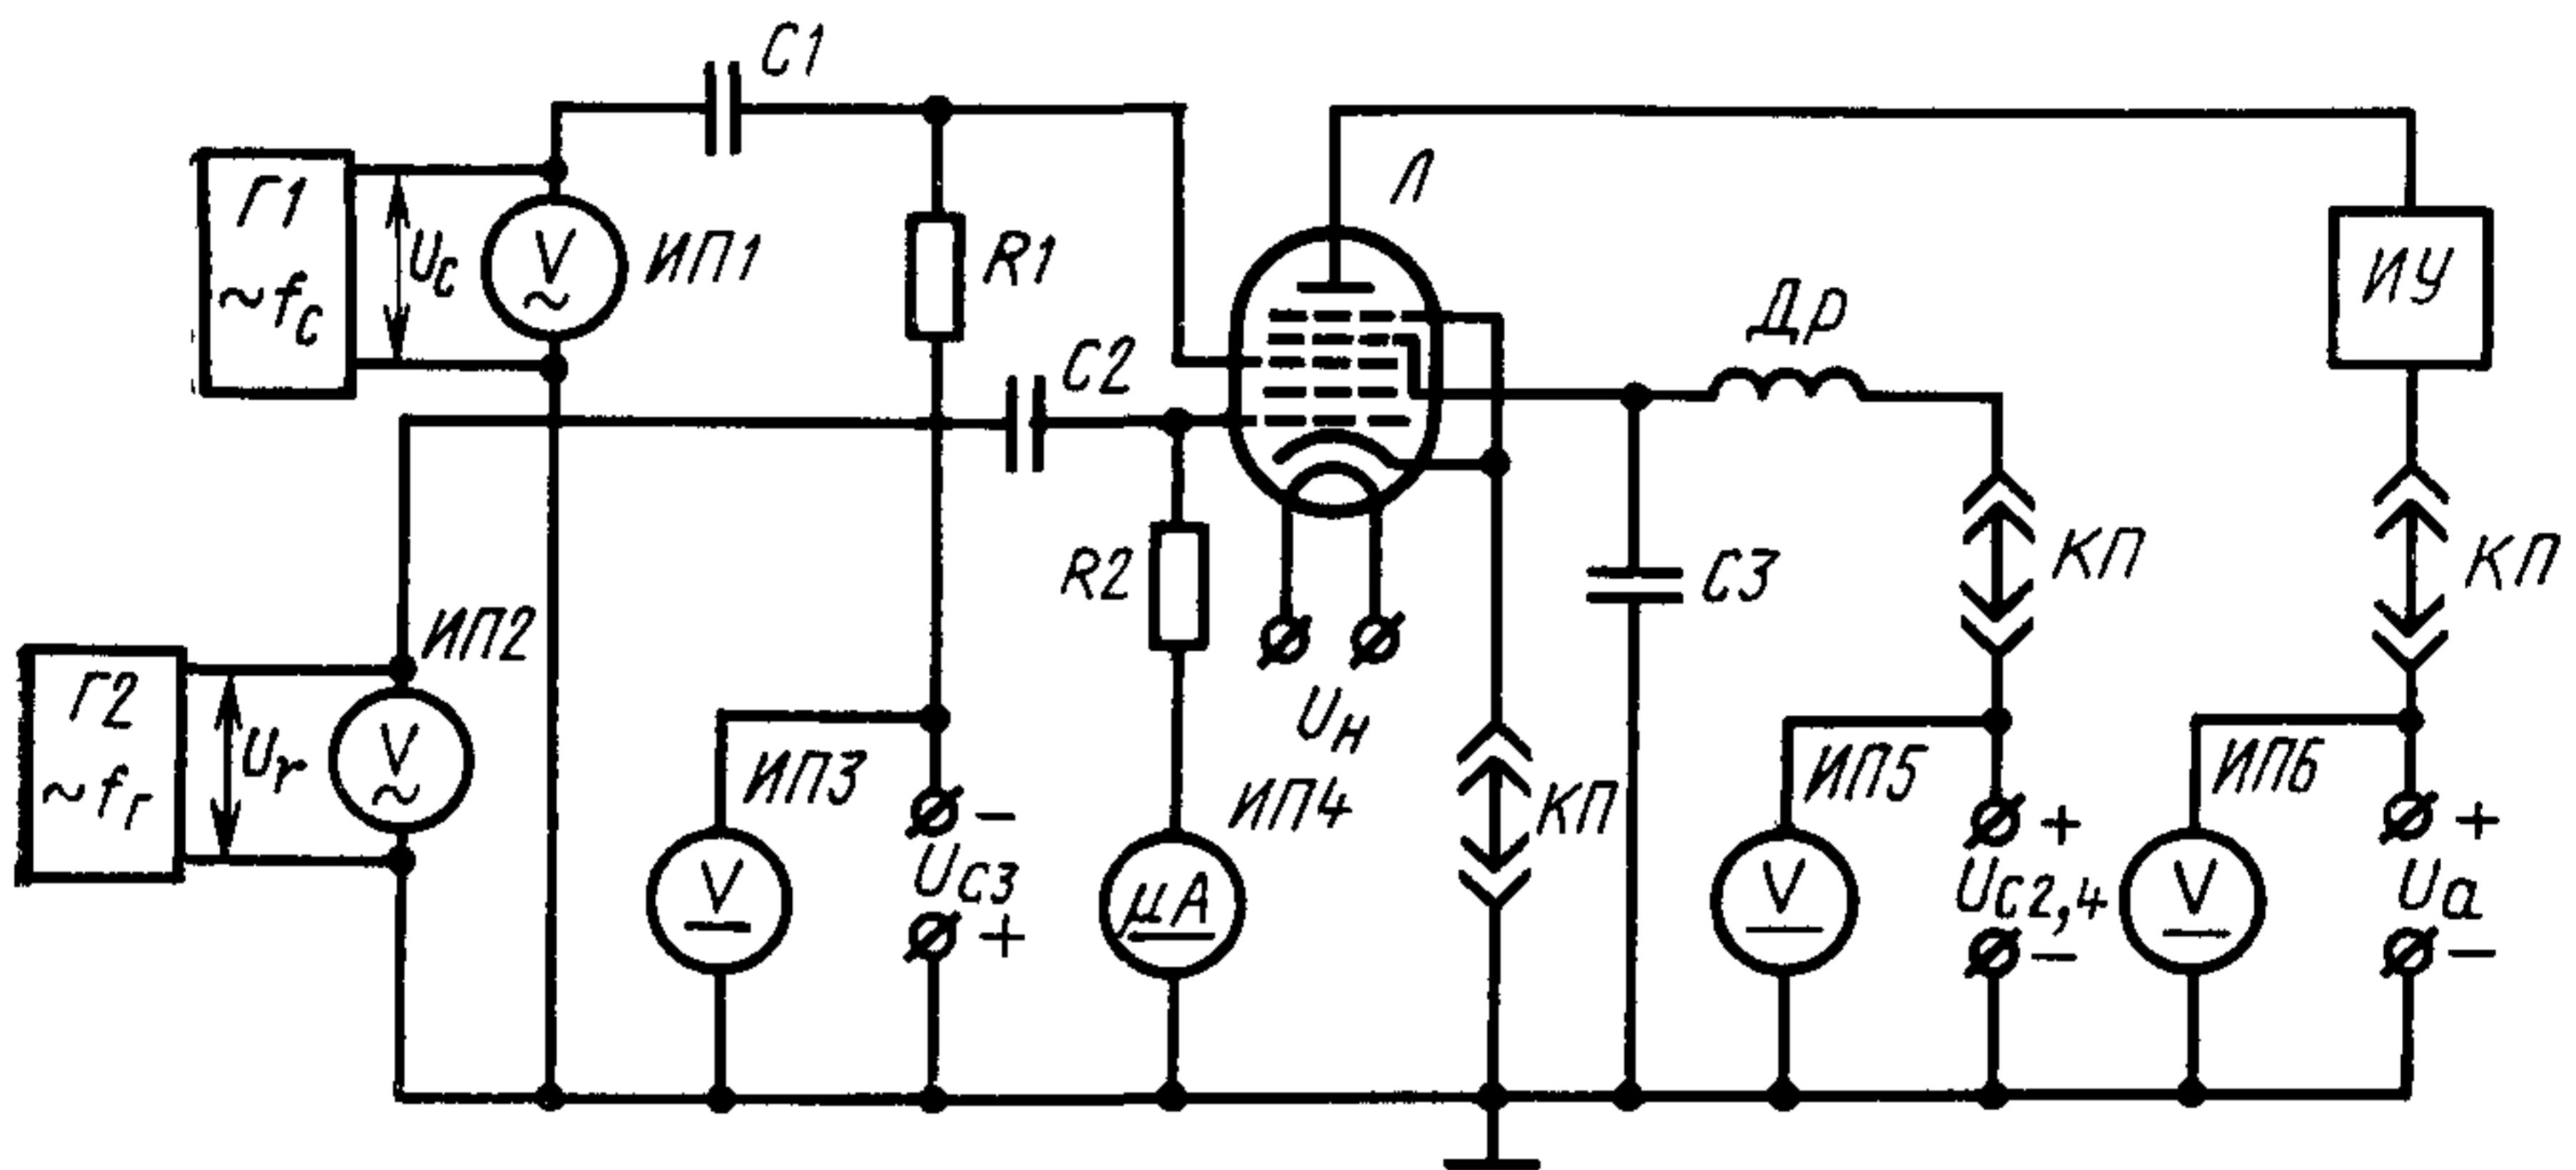 C1
Г1
~fc
Uc
V
~
ИП1
R1
Л
ИУ
Др
C2
КП
КП
R2
C3
ИП2
Г2
~fг
Uг
V
~
Uн
ИП3
ИП4
КП
ИП5
ИП6
V
−
Uc3
+
μA
V
+
Uc2,4
−
V
+
Ua
−